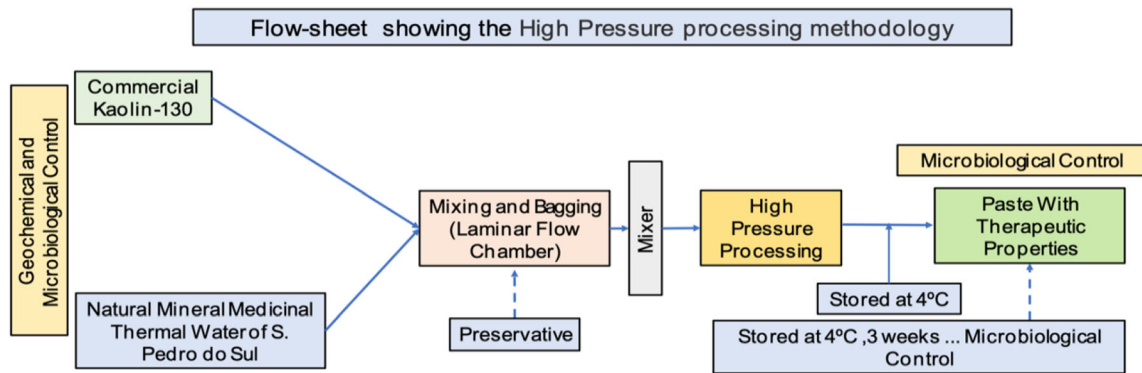 Flow-sheet showing the High Pressure processing methodology
Geochemical and
Microbiological Control
Commercial
Kaolin-130
Natural Mineral Medicinal
Thermal Water of S.
Pedro do Sul
Mixing and Bagging
(Laminar Flow
Chamber)
Preservative
Mixer
High
Pressure
Processing
Stored at 4ºC
Microbiological Control
Paste With
Therapeutic
Properties
Stored at 4ºC ,3 weeks ... Microbiological
Control